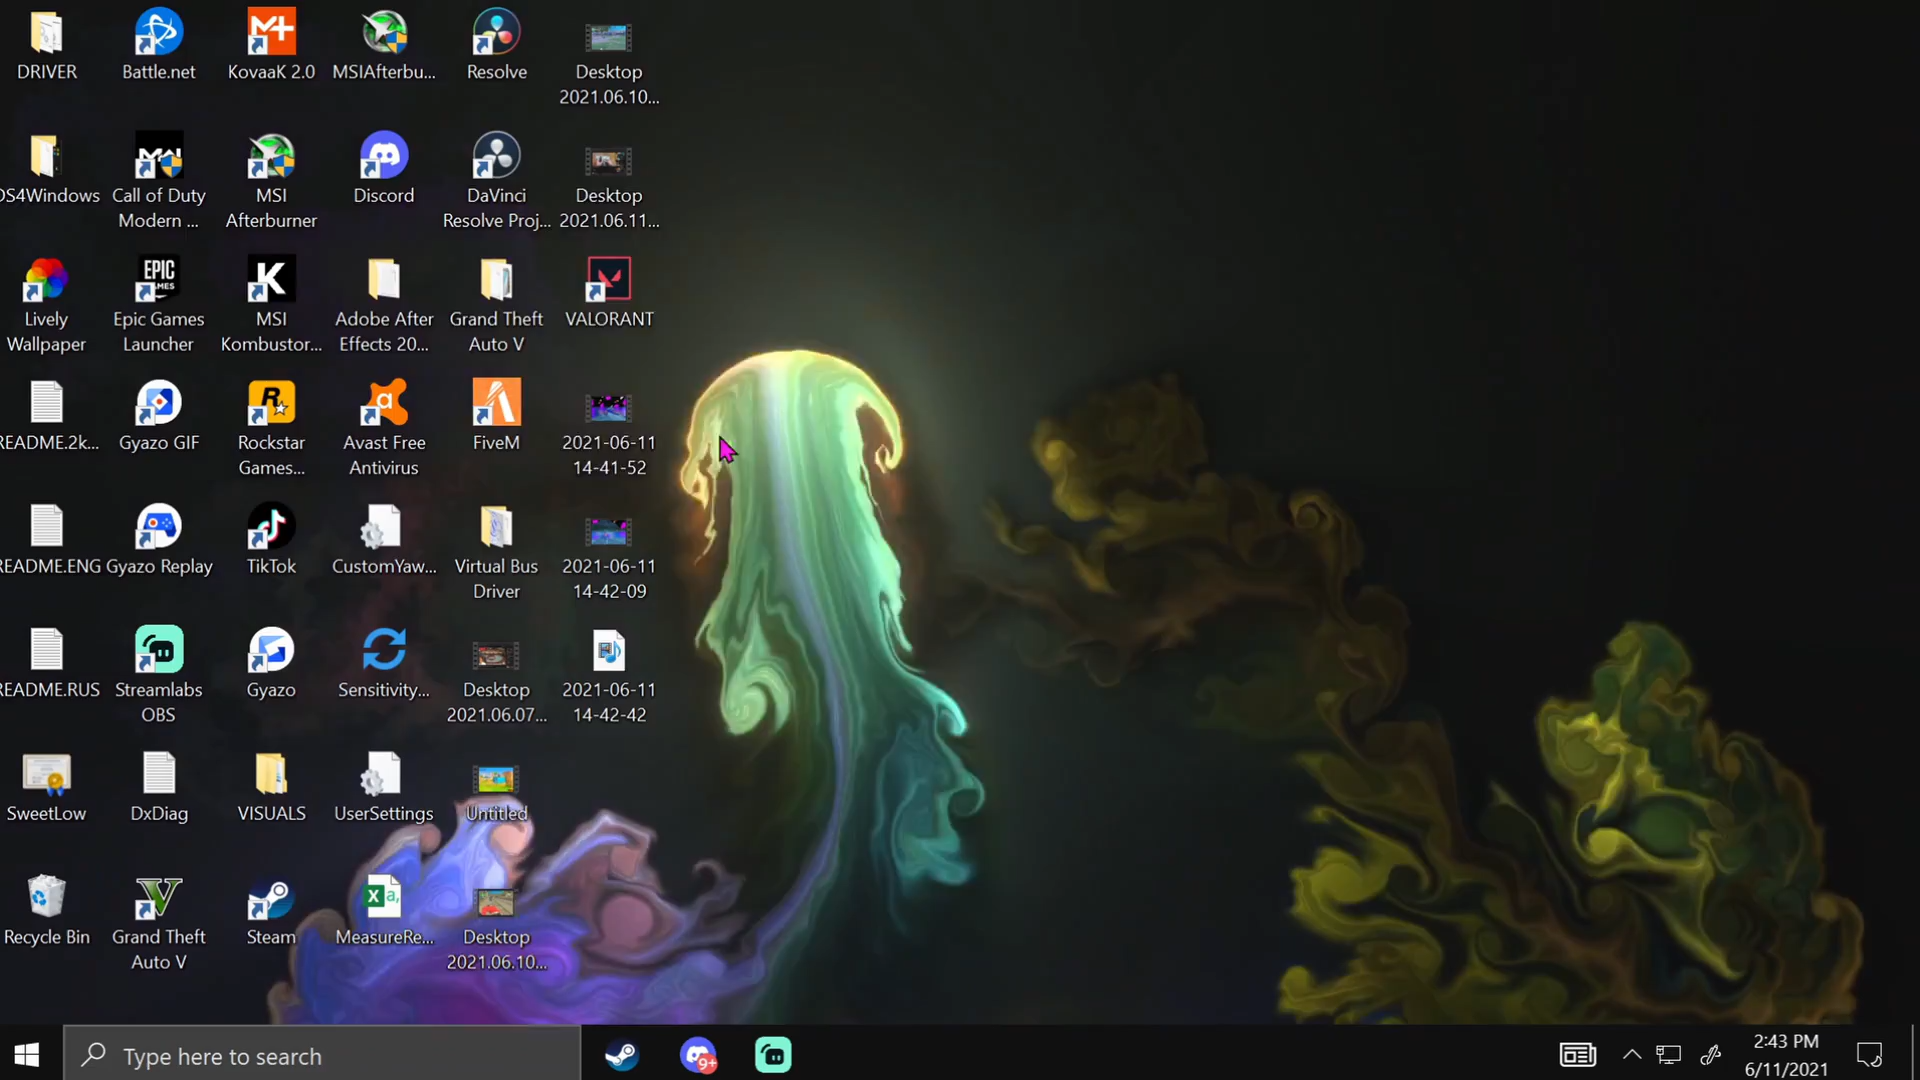 DRIVER
Battle.net
KovaaK 2.0
MSIAfterbu...
Resolve
Desktop
2021.06.10...
DS4Windows
Call of Duty
Modern ...
MSI
Afterburner
Discord
DaVinci
Resolve Proj...
Desktop
2021.06.11...
Lively
Wallpaper
EPIC
GAMES
Epic Games
Launcher
MSI
Kombustor...
Adobe After
Effects 20...
Grand Theft
Auto V
VALORANT
README.2k...
Gyazo GIF
Rockstar
Games...
Avast Free
Antivirus
FiveM
2021-06-11
14-41-52
README.ENG
Gyazo Replay
TikTok
CustomYaw...
Virtual Bus
Driver
2021-06-11
14-42-09
README.RUS
Streamlabs
OBS
Gyazo
Sensitivity...
Desktop
2021.06.07...
2021-06-11
14-42-42
SweetLow
DxDiag
VISUALS
UserSettings
Untitled
Recycle Bin
Grand Theft
Auto V
Steam
MeasureRe...
Desktop
2021.06.10...
Type here to search
9+
2:43 PM
6/11/2021